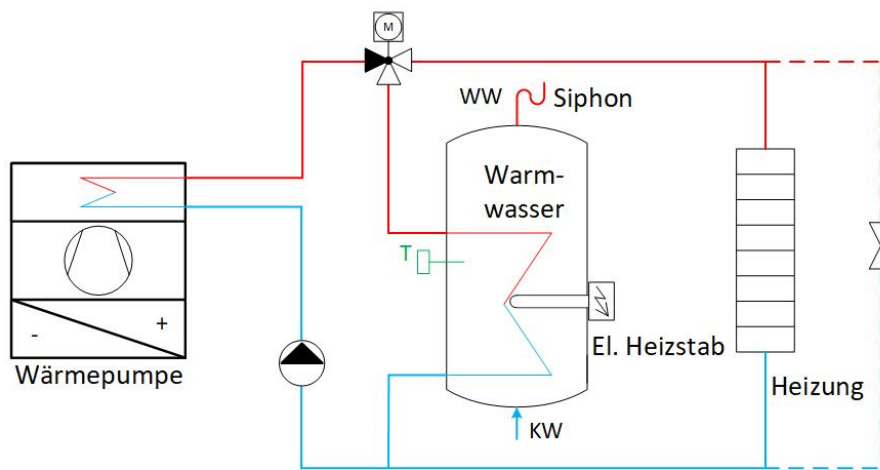 M
WW
Siphon
Warm-
wasser
T
+
-
El. Heizstab
Wärmepumpe
Heizung
KW